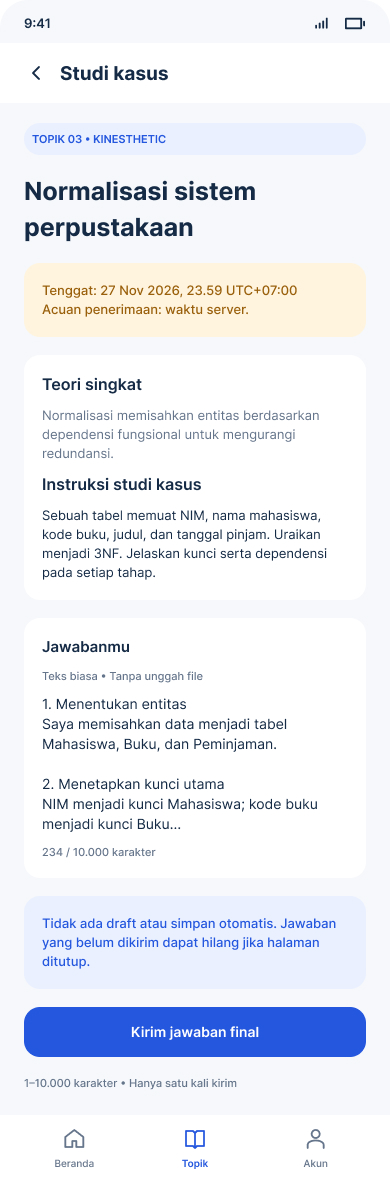 9:41
Studi kasus
TOPIK 03 • KINESTHETIC
Normalisasi sistem
perpustakaan
Tenggat: 27 Nov 2026, 23.59 UTC+07:00
Acuan penerimaan: waktu server.
Teori singkat
Normalisasi memisahkan entitas berdasarkan
dependensi fungsional untuk mengurangi
redundansi.
Instruksi studi kasus
Sebuah tabel memuat NIM, nama mahasiswa,
kode buku, judul, dan tanggal pinjam. Uraikan
menjadi 3NF. Jelaskan kunci serta dependensi
pada setiap tahap.
Jawabanmu
Teks biasa • Tanpa unggah file
1. Menentukan entitas
Saya memisahkan data menjadi tabel
Mahasiswa, Buku, dan Peminjaman.
2. Menetapkan kunci utama
NIM menjadi kunci Mahasiswa; kode buku
menjadi kunci Buku...
234 / 10.000 karakter
Tidak ada draft atau simpan otomatis. Jawaban
yang belum dikirim dapat hilang jika halaman
ditutup.
Kirim jawaban final
1–10.000 karakter • Hanya satu kali kirim
Beranda
Topik
Akun